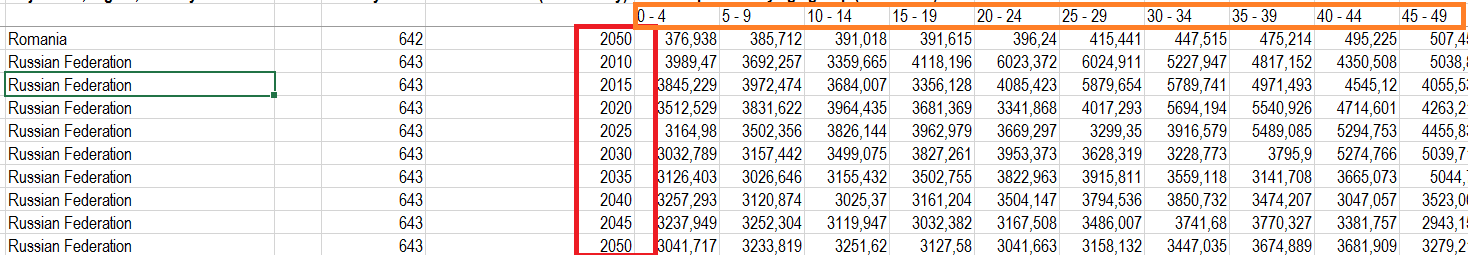 0 - 4 5 - 9 10 - 14 15 - 19 20 - 24 25 - 29 30 - 34 35 - 39 40 - 44 45 - 49
Romania 642 2050 376,938 385,712 391,018 391,615 396,24 415,441 447,515 475,214 495,225
Russian Federation 643 2010 3989,47 3692,257 3359,665 4118,196 6023,372 6024,911 5227,947 4817,152 4350,508
Russian Federation 643 2015 3845,229 3972,474 3684,007 3356,128 4085,423 5879,654 5789,741 4971,493 4545,12
Russian Federation 643 2020 3512,529 3831,622 3964,435 3681,369 3341,868 4017,293 5694,194 5540,926 4714,601
Russian Federation 643 2025 3164,98 3502,356 3826,144 3962,979 3669,297 3299,35 3916,579 5489,085 5294,753
Russian Federation 643 2030 3032,789 3157,442 3499,075 3827,261 3953,373 3628,319 3228,773 3795,9 5274,766
Russian Federation 643 2035 3126,403 3026,646 3155,432 3502,755 3822,963 3915,811 3559,118 3141,708 3665,073
Russian Federation 643 2040 3257,293 3120,874 3025,37 3161,204 3504,147 3794,536 3850,732 3474,207 3047,057
Russian Federation 643 2045 3237,949 3252,304 3119,947 3032,382 3167,508 3486,007 3741,68 3770,327 3381,757
Russian Federation 643 2050 3041,717 3233,819 3251,62 3127,58 3041,663 3158,132 3447,035 3674,889 3681,909